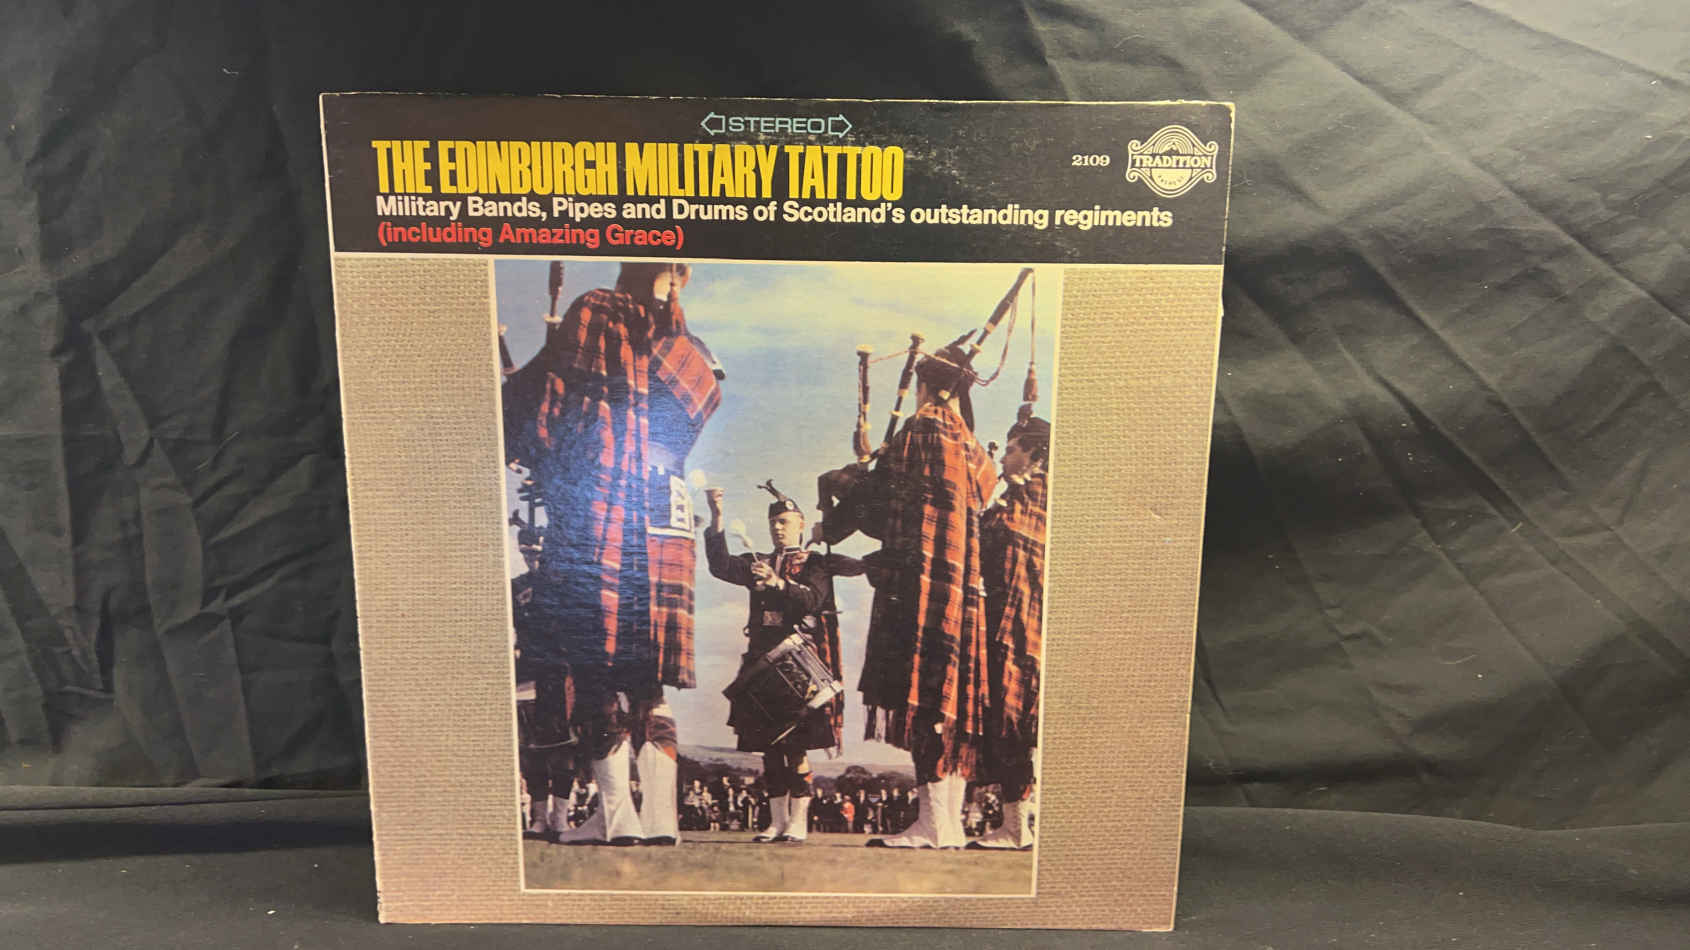 STEREO
THE EDINBURGH MILITARY TATTOO
2109
TRADITION
Military Bands, Pipes and Drums of Scotland's outstanding regiments
(including Amazing Grace)